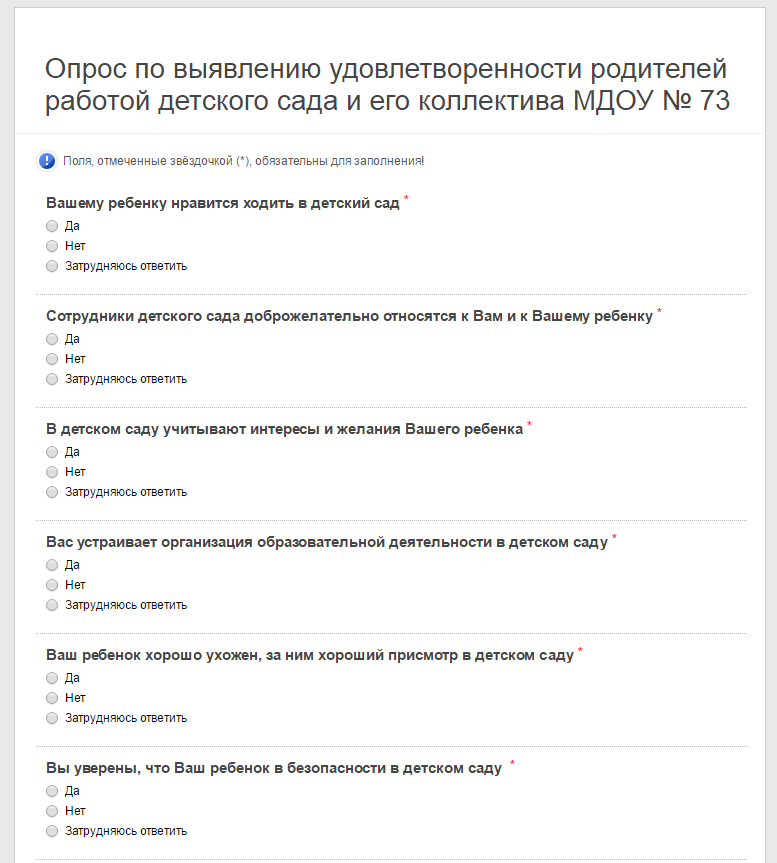 Опрос по выявлению удовлетворенности родителей
работой детского сада и его коллектива МДОУ № 73
Поля, отмеченные звёздочкой (*), обязательны для заполнения!
Вашему ребенку нравится ходить в детский сад *
Да
Нет
Затрудняюсь ответить
Сотрудники детского сада доброжелательно относятся к Вам и к Вашему ребенку *
Да
Нет
Затрудняюсь ответить
В детском саду учитывают интересы и желания Вашего ребенка *
Да
Нет
Затрудняюсь ответить
Вас устраивает организация образовательной деятельности в детском саду *
Да
Нет
Затрудняюсь ответить
Ваш ребенок хорошо ухожен, за ним хороший присмотр в детском саду *
Да
Нет
Затрудняюсь ответить
Вы уверены, что Ваш ребенок в безопасности в детском саду *
Да
Нет
Затрудняюсь ответить